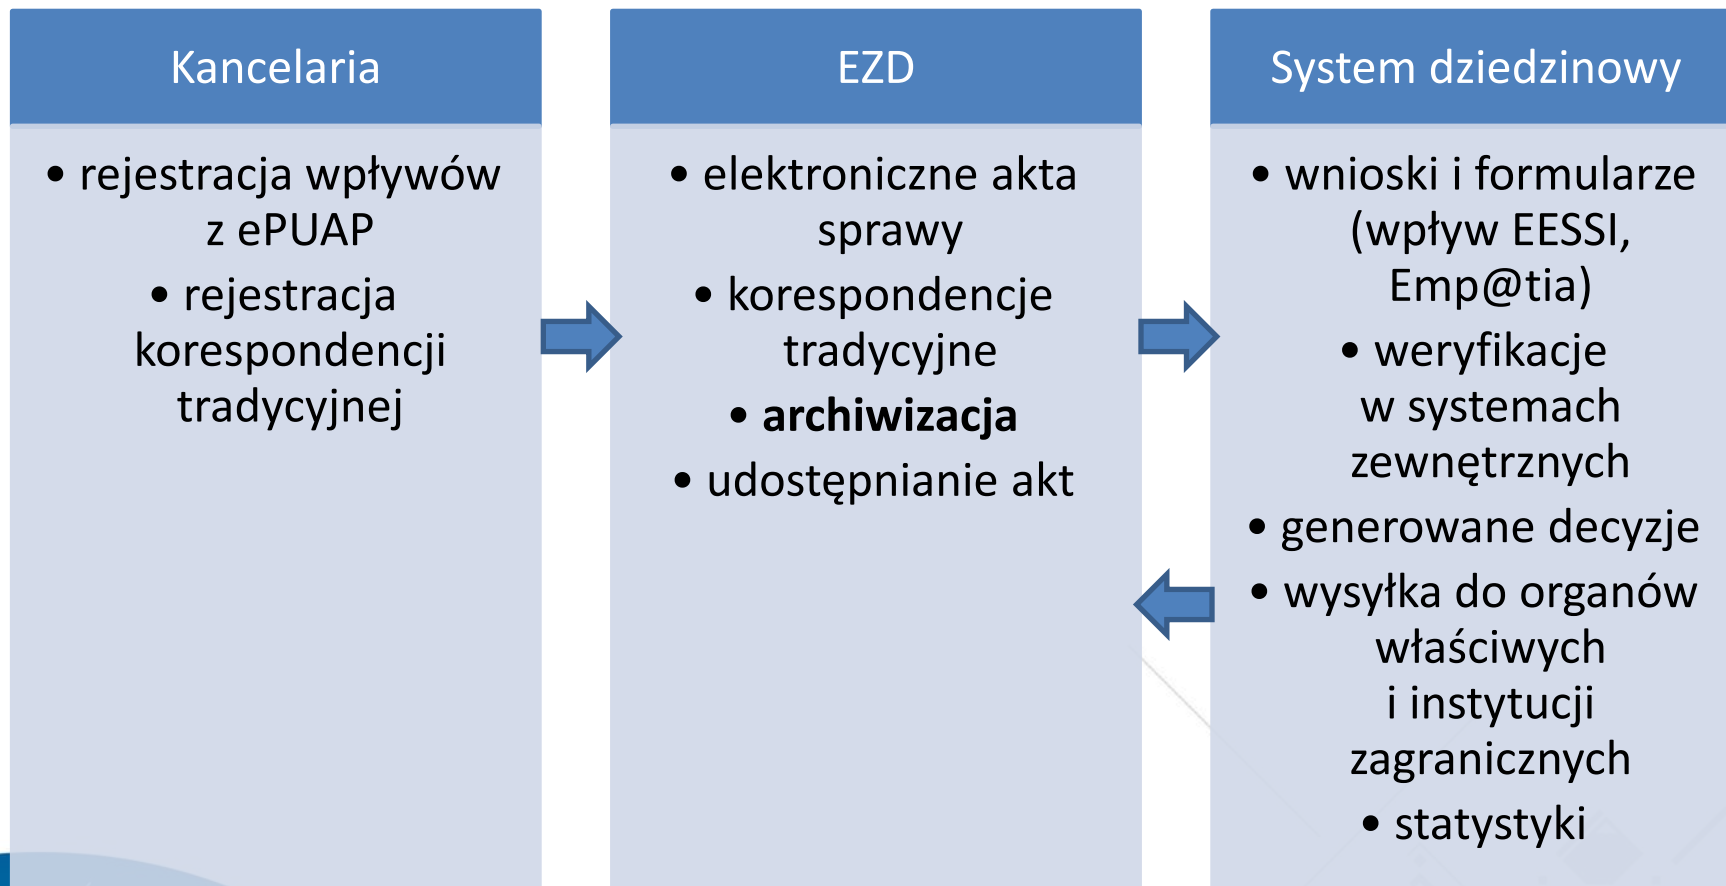 Kancelaria
• rejestracja wpływów
z ePUAP
• rejestracja
korespondencji
tradycyjnej
EZD
• elektroniczne akta
sprawy
• korespondencje
tradycyjne
• archiwizacja
• udostępnianie akt
System dziedzinowy
• wnioski i formularze
(wpływ EESSI,
Emp@tia)
• weryfikacje
w systemach
zewnętrznych
• generowane decyzje
• wysyłka do organów
właściwych
i instytucji
zagranicznych
• statystyki